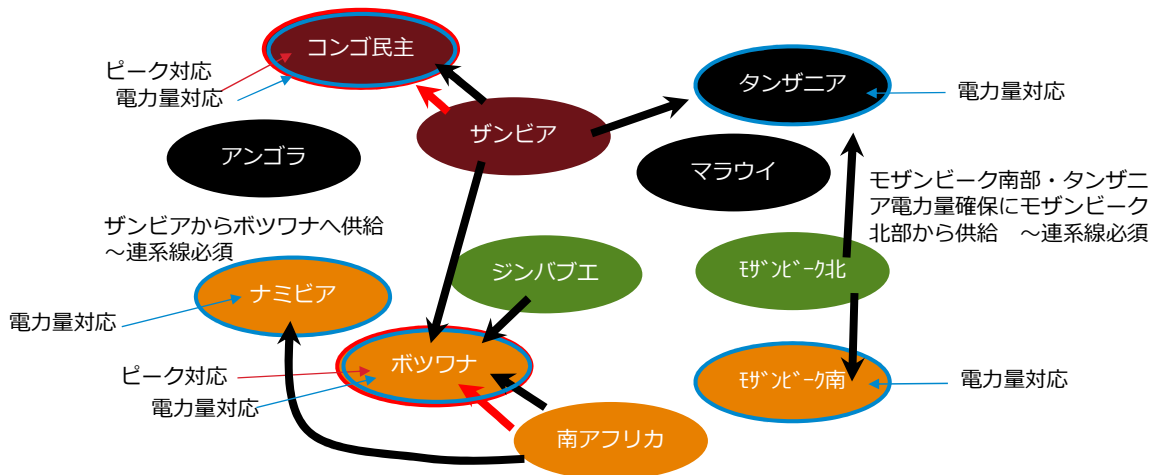 コンゴ民主
ピーク対応
電力量対応
タンザニア
電力量対応
ザンビア
アンゴラ
マラウイ
モザンビーク南部・タンザニ
ア電力量確保にモザンビーク
北部から供給　～連系線必須
ザンビアからボツワナへ供給
～連系線必須
ジンバブエ
ﾓｻﾞﾝﾋﾞｰｸ北
ナミビア
電力量対応
ボツワナ
ピーク対応
電力量対応
ﾓｻﾞﾝﾋﾞｰｸ南
電力量対応
南アフリカ